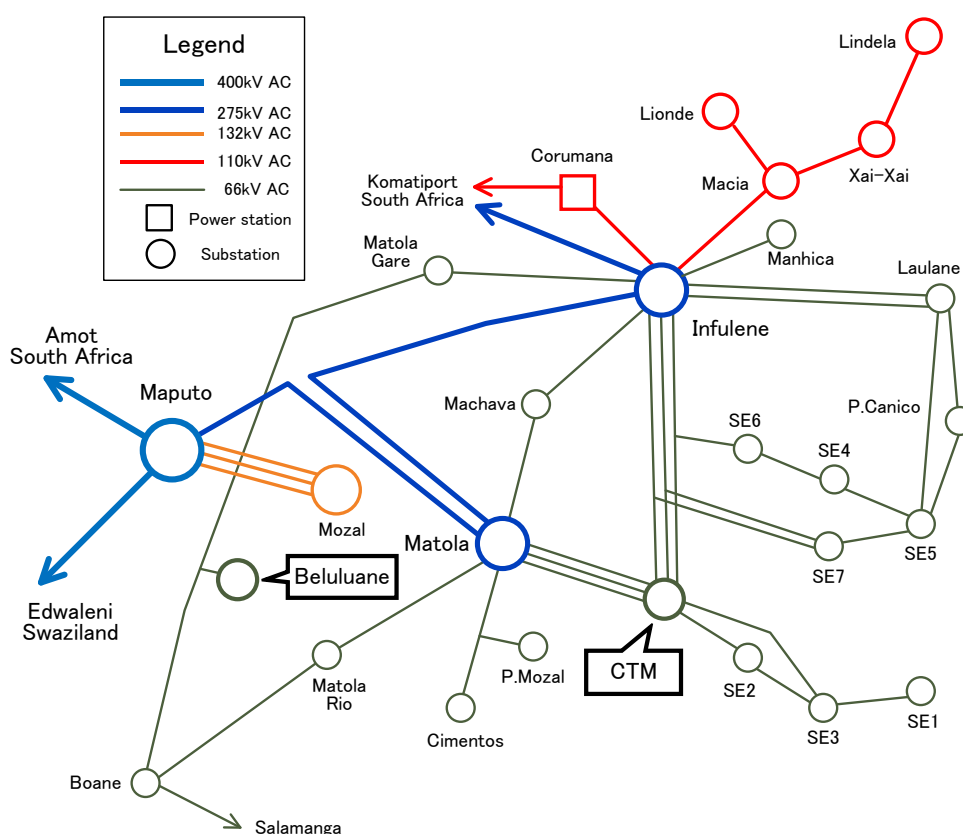 Legend
400kV AC
275kV AC
132kV AC
110kV AC
66kV AC
Power station
Substation
Lindela
Lionde
Corumana
Xai-Xai
Macia
Komatiport
South Africa
Matola
Gare
Manhica
Laulane
Infulene
Amot
South Africa
Maputo
Machava
P.Canico
SE6
SE4
Mozal
Matola
SE5
SE7
Beluluane
Edwaleni
Swaziland
CTM
P.Mozal
SE2
Matola
Rio
SE1
SE3
Cimentos
Boane
Salamanga